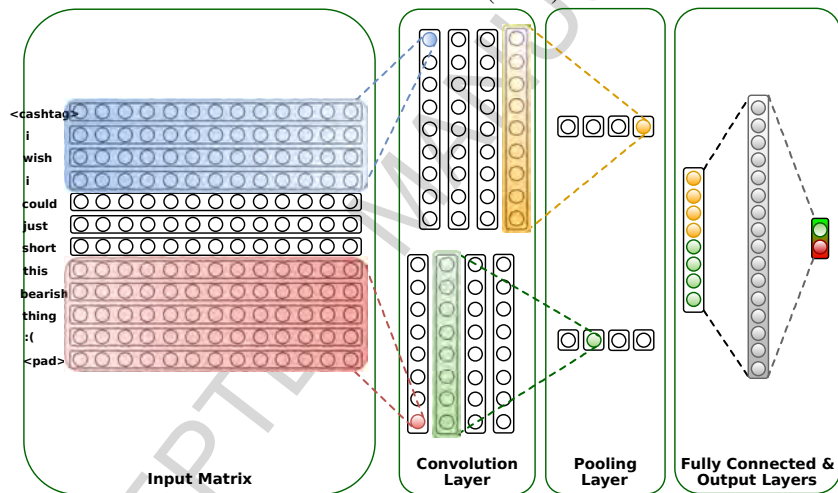 <cashtag>
i
wish
i
could
just
short
this
bearish
thing
:(
<pad>
Input Matrix
Convolution
Layer
Pooling
Layer
Fully Connected &
Output Layers